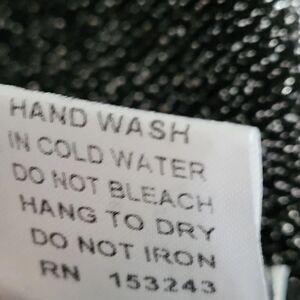 HAND WASH
IN COLD WATER
DO NOT BLEACH
HANG TO DRY
DO NOT IRON
RN 153243